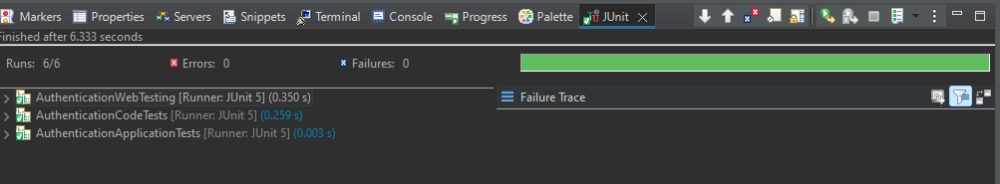 Markers Properties Servers Snippets Terminal Console Progress Palette JUnit
Finished after 6.333 seconds
Runs: 6/6 Errors: 0 Failures: 0
AuthenticationWebTesting [Runner: JUnit 5] (0.350 s) Failure Trace
AuthenticationCodeTests [Runner: JUnit 5] (0.259 s)
AuthenticationApplicationTests [Runner: JUnit 5] (0.003 s)